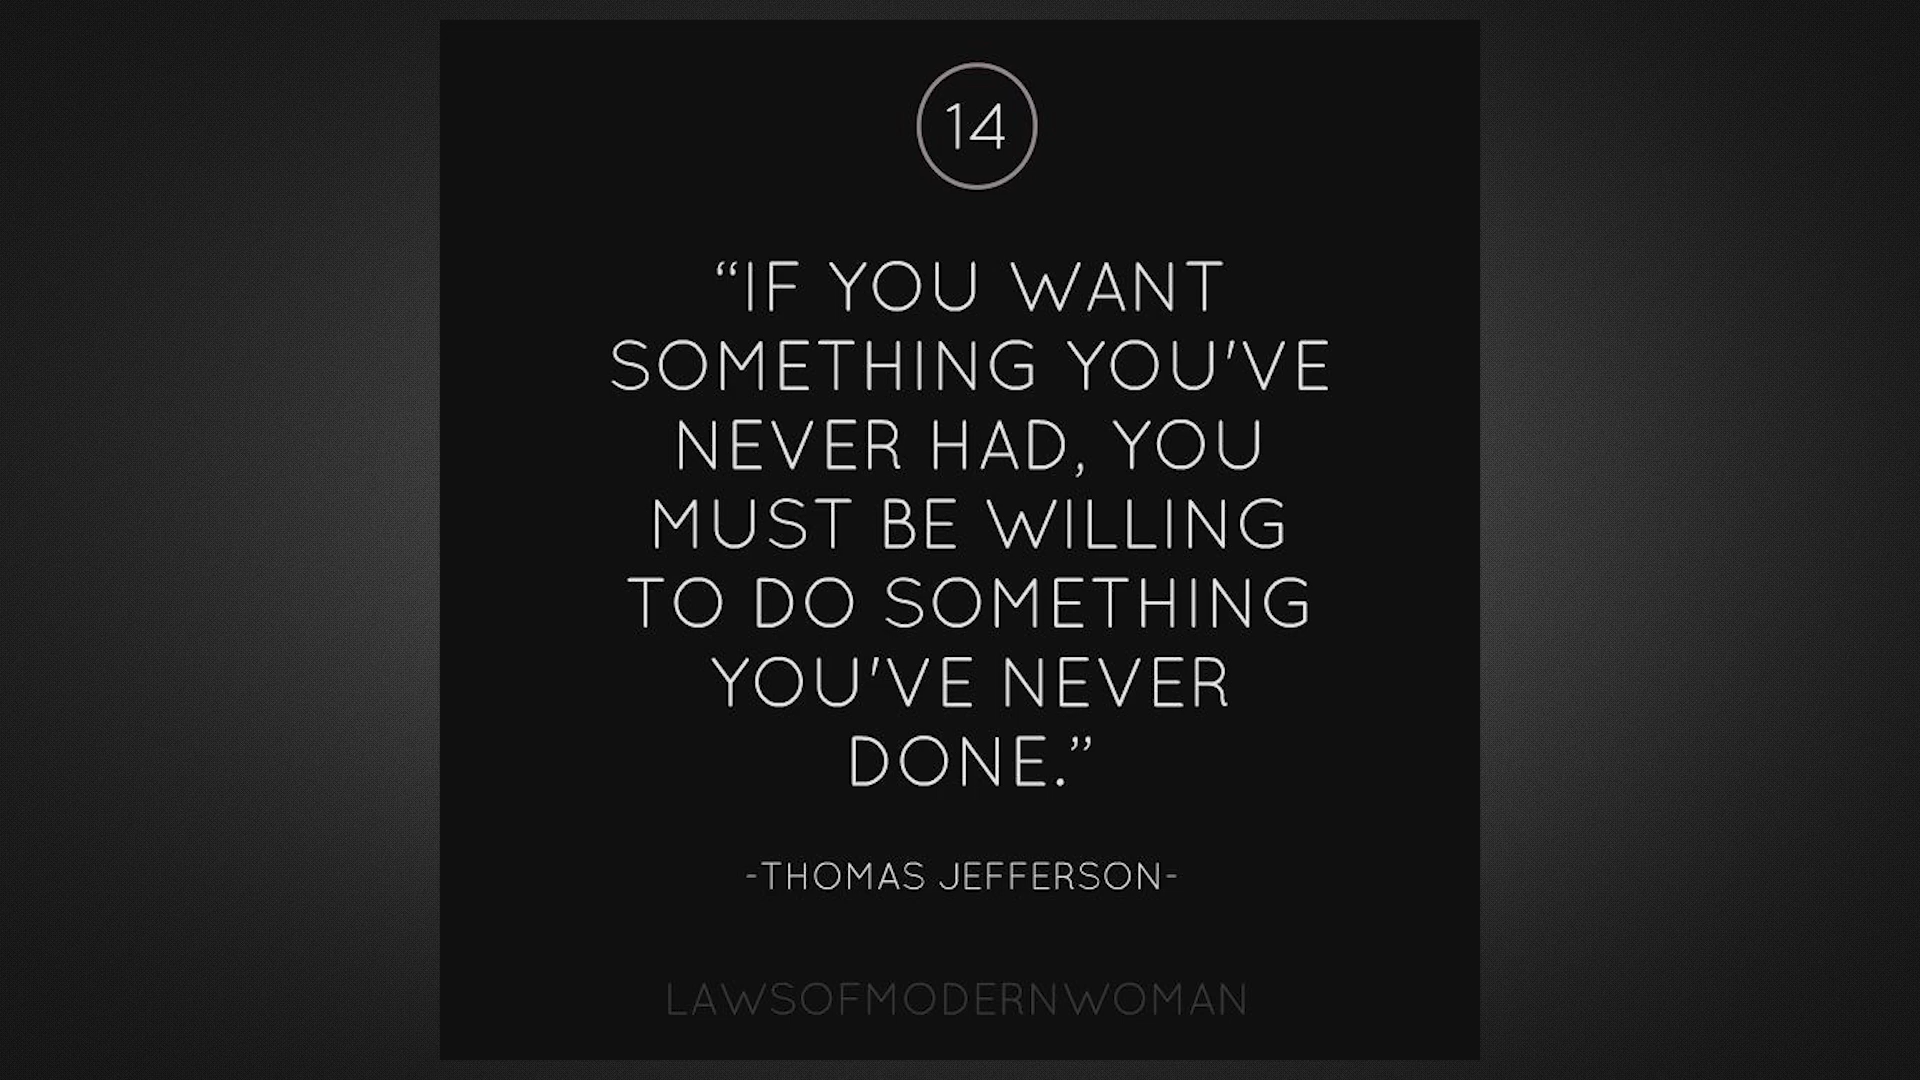 14
“IF YOU WANT
SOMETHING YOU'VE
NEVER HAD, YOU
MUST BE WILLING
TO DO SOMETHING
YOU'VE NEVER
DONE.”
-THOMAS JEFFERSON-
LAWSOFMODERNWOMAN